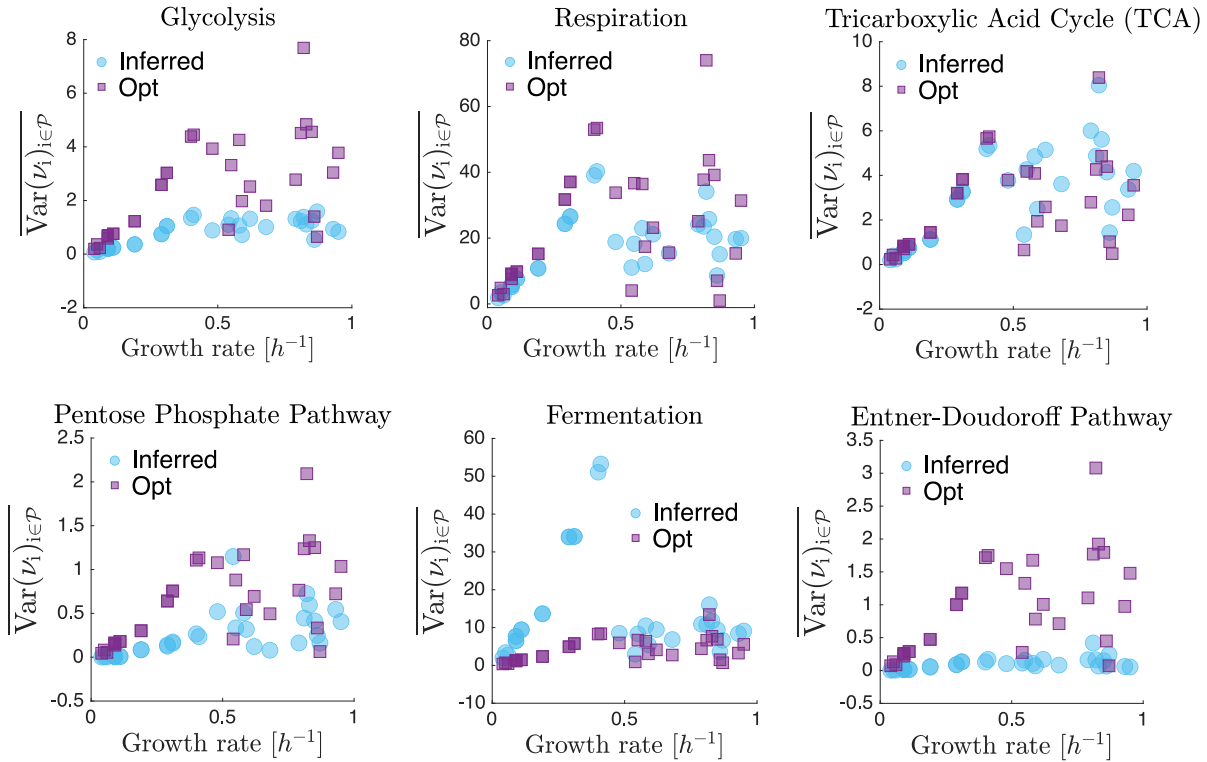 Glycolysis
8
6
4
2
0
-2
0
0.5
1
Inferred
Opt
Var(ν_i)_{i∈𝒫}
Growth rate [h⁻¹]
Respiration
80
60
40
20
0
0
0.5
1
Inferred
Opt
Var(ν_i)_{i∈𝒫}
Growth rate [h⁻¹]
Tricarboxylic Acid Cycle (TCA)
10
8
6
4
2
0
-2
0
0.5
1
Inferred
Opt
Var(ν_i)_{i∈𝒫}
Growth rate [h⁻¹]
Pentose Phosphate Pathway
2.5
2
1.5
1
0.5
0
-0.5
0
0.5
1
Inferred
Opt
Var(ν_i)_{i∈𝒫}
Growth rate [h⁻¹]
Fermentation
60
50
40
30
20
10
0
-10
0
0.5
1
Inferred
Opt
Var(ν_i)_{i∈𝒫}
Growth rate [h⁻¹]
Entner-Doudoroff Pathway
3.5
3
2.5
2
1.5
1
0.5
0
-0.5
0
0.5
1
Inferred
Opt
Var(ν_i)_{i∈𝒫}
Growth rate [h⁻¹]